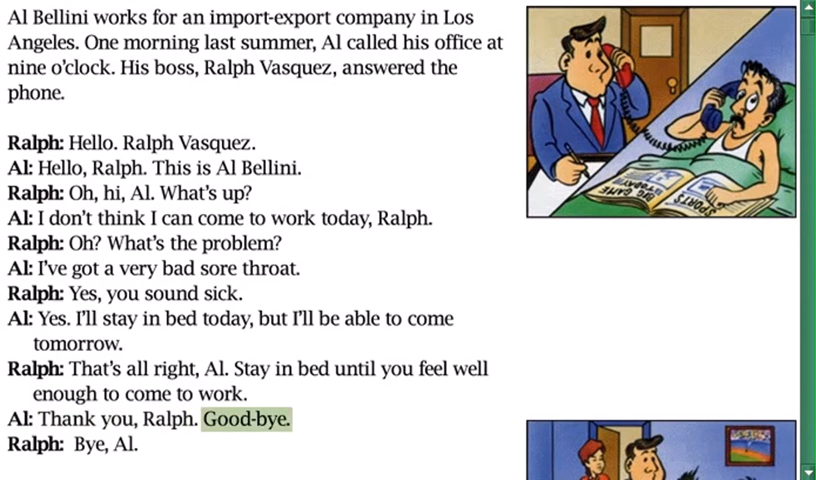 Al Bellini works for an import-export company in Los
Angeles. One morning last summer, Al called his office at
nine o'clock. His boss, Ralph Vasquez, answered the
phone.
Ralph: Hello. Ralph Vasquez.
Al: Hello, Ralph. This is Al Bellini.
Ralph: Oh, hi, Al. What's up?
Al: I don't think I can come to work today, Ralph.
Ralph: Oh? What's the problem?
Al: I've got a very bad sore throat.
Ralph: Yes, you sound sick.
Al: Yes. I'll stay in bed today, but I'll be able to come
tomorrow.
Ralph: That's all right, Al. Stay in bed until you feel well
enough to come to work.
Al: Thank you, Ralph. Good-bye.
Ralph: Bye, Al.
BIG GAME
TODAY!!
SPORTS